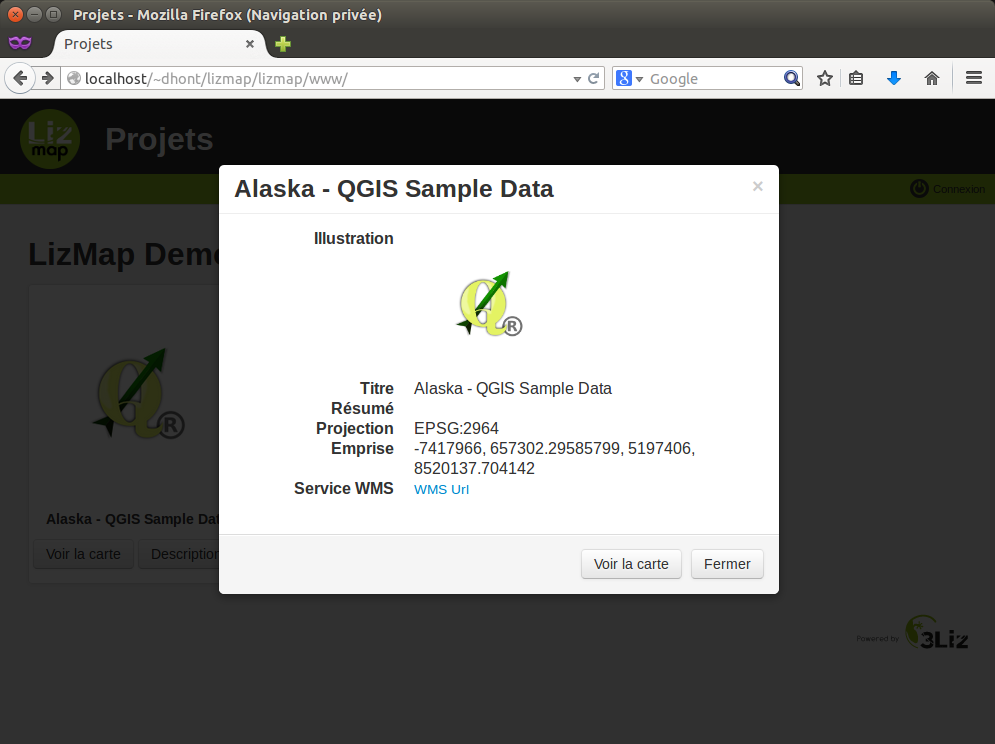 Projets - Mozilla Firefox (Navigation privée)
Projets
localhost/~dhont/lizmap/lizmap/www/
Google
Liz
map
Projets
Connexion
LizMap Demo
Alaska - QGIS Sample Data
Illustration
Titre Alaska - QGIS Sample Data
Résumé
Projection EPSG:2964
Emprise -7417966, 657302.29585799, 5197406,
8520137.704142
Service WMS WMS Url
Voir la carte Fermer
Alaska - QGIS Sample Dat
Voir la carte Description
Powered by 3Liz